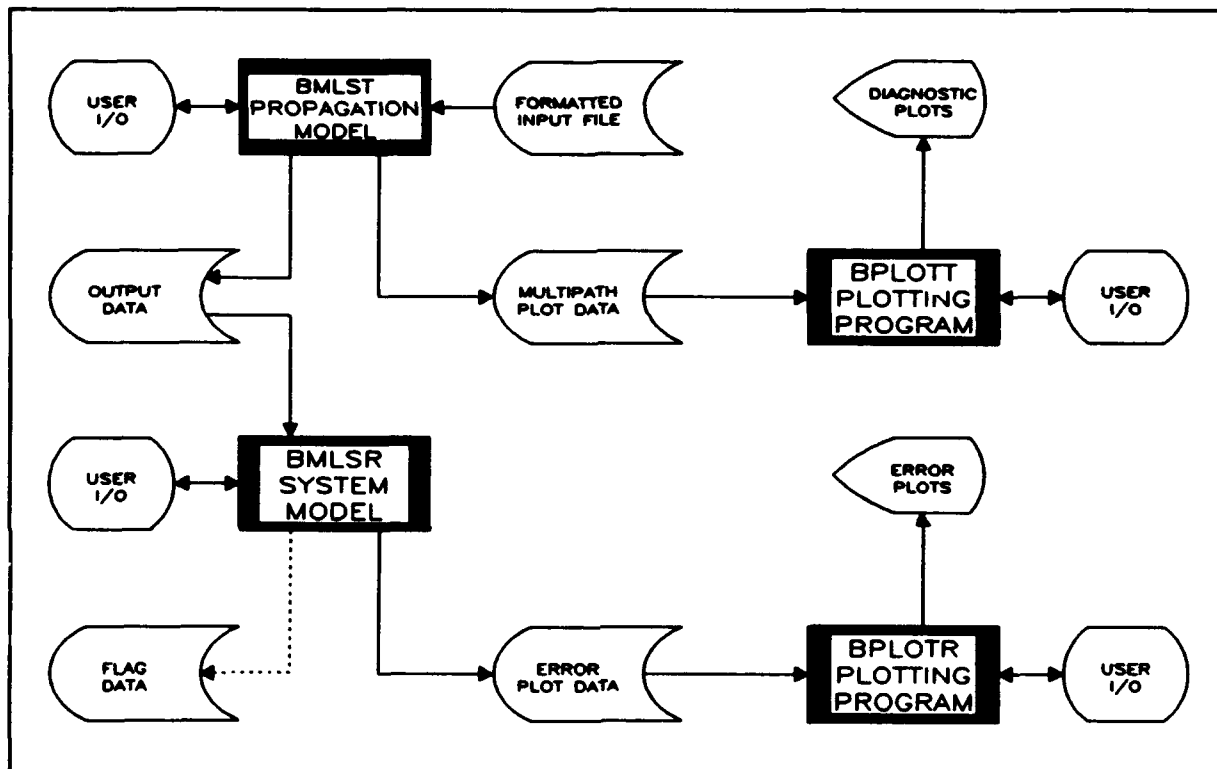 USER
I/O
BMLST
PROPAGATION
MODEL
FORMATTED
INPUT FILE
DIAGNOSTIC
PLOTS
OUTPUT
DATA
MULTIPATH
PLOT DATA
BPLOTT
PLOTTING
PROGRAM
USER
I/O
USER
I/O
BMLSR
SYSTEM
MODEL
ERROR
PLOTS
FLAG
DATA
ERROR
PLOT DATA
BPLOTR
PLOTTING
PROGRAM
USER
I/O